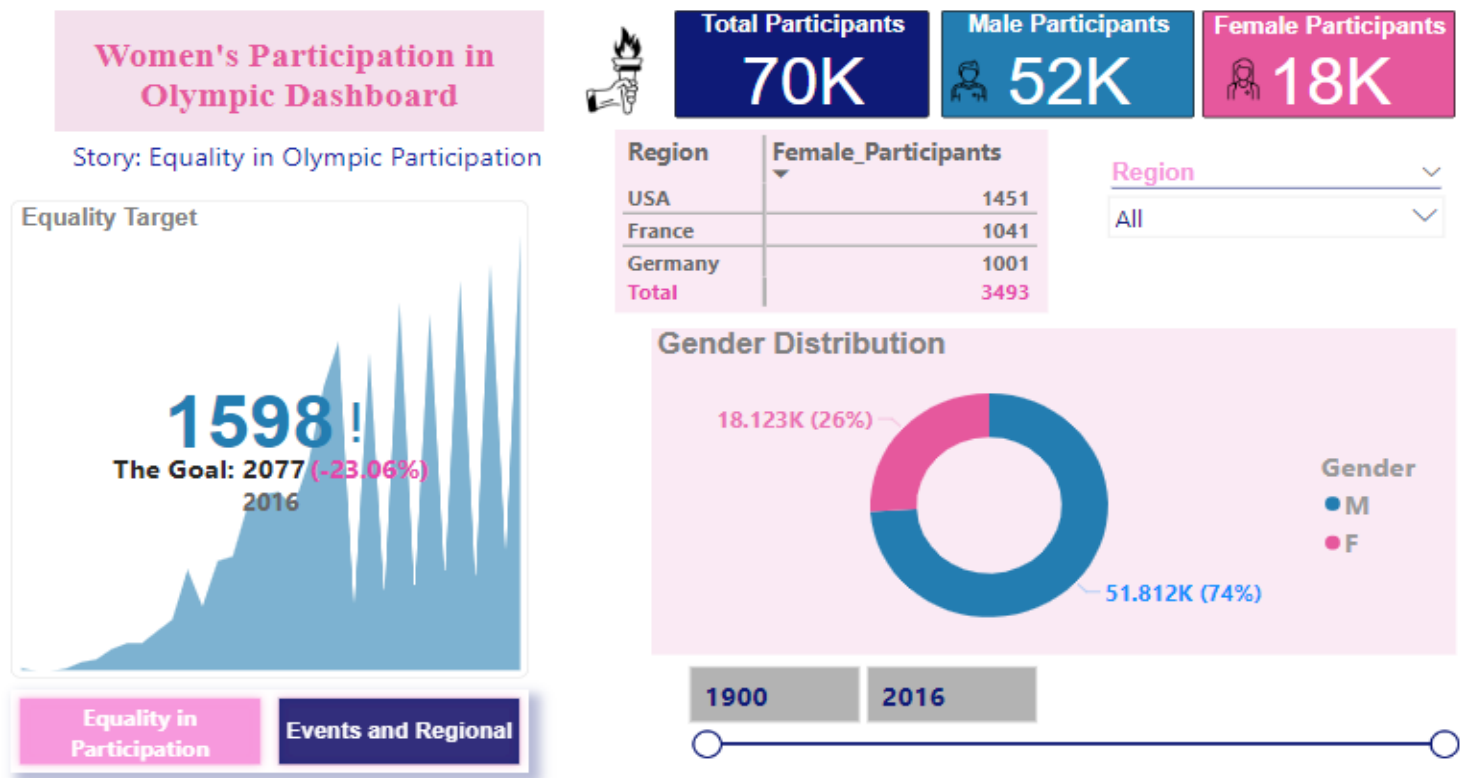 Women's Participation in
Olympic Dashboard
Story: Equality in Olympic Participation
Total Participants
70K
Male Participants
52K
Female Participants
18K
Region Female_Participants
USA 1451
France 1041
Germany 1001
Total 3493
Region
All
Equality Target
1598!
The Goal: 2077 (-23.06%)
2016
Gender Distribution
18.123K (26%)
51.812K (74%)
Gender
M
F
1900
2016
Equality in
Participation
Events and Regional